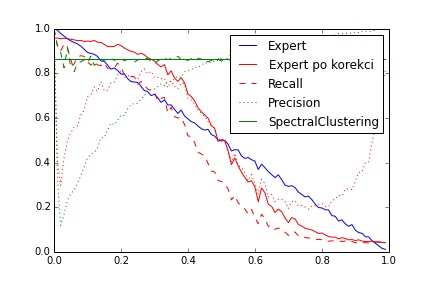 1.0
0.8
0.6
0.4
0.2
0.0
0.0 0.2 0.4 0.6 0.8 1.0
Expert
Expert po korekci
Recall
Precision
SpectralClustering